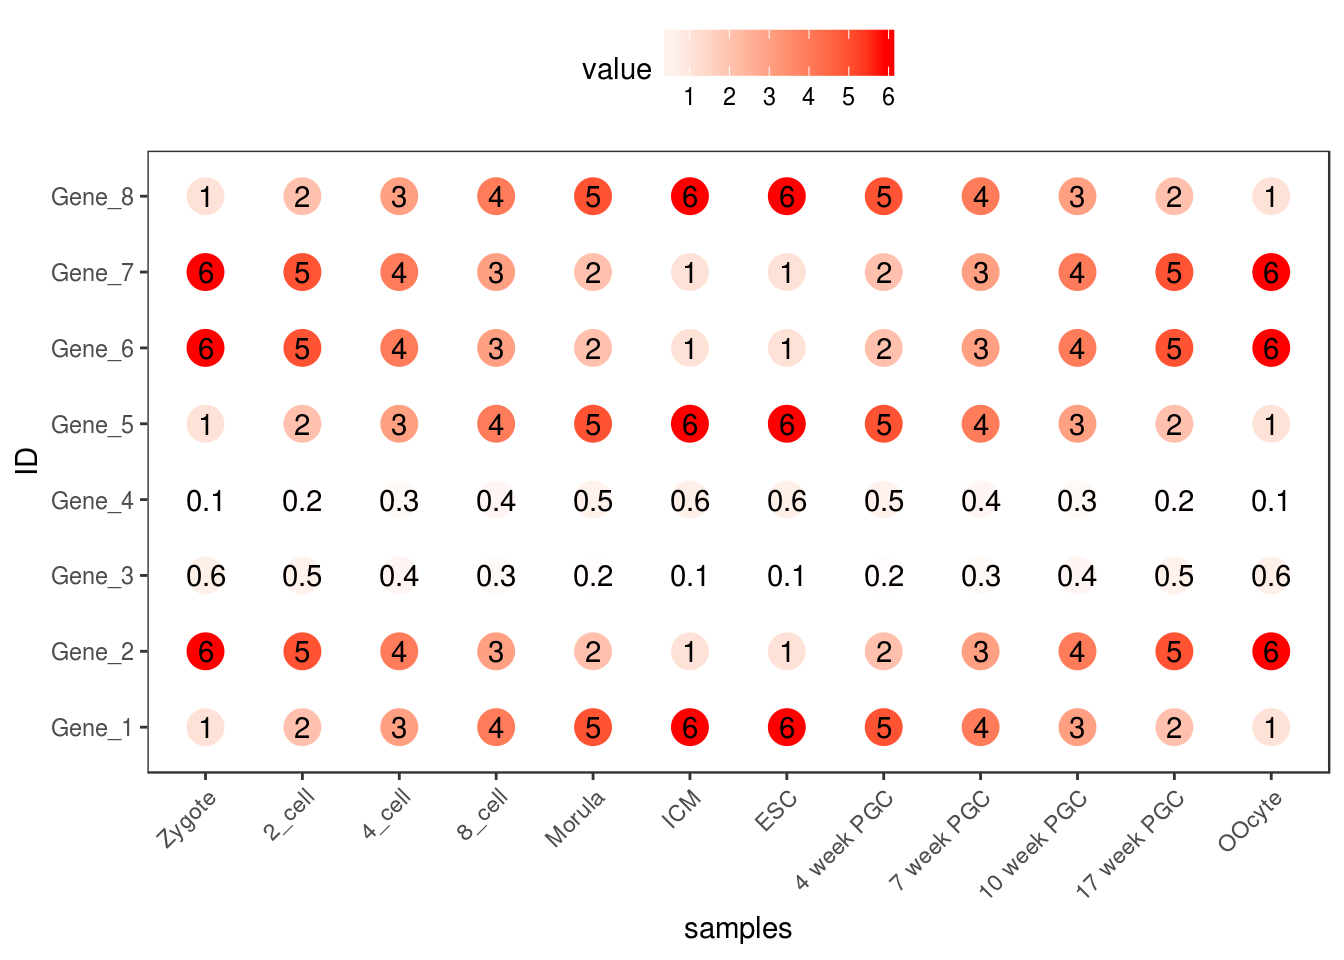 value
1 2 3 4 5 6
Gene_8 1 2 3 4 5 6 6 5 4 3 2 1
Gene_7 6 5 4 3 2 1 1 2 3 4 5 6
Gene_6 6 5 4 3 2 1 1 2 3 4 5 6
Gene_5 1 2 3 4 5 6 6 5 4 3 2 1
ID
Gene_4 0.1 0.2 0.3 0.4 0.5 0.6 0.6 0.5 0.4 0.3 0.2 0.1
Gene_3 0.6 0.5 0.4 0.3 0.2 0.1 0.1 0.2 0.3 0.4 0.5 0.6
Gene_2 6 5 4 3 2 1 1 2 3 4 5 6
Gene_1 1 2 3 4 5 6 6 5 4 3 2 1
Zygote 2_cell 4_cell 8_cell Morula ICM ESC 4 week PGC 7 week PGC 10 week PGC 17 week PGC OOcyte
samples